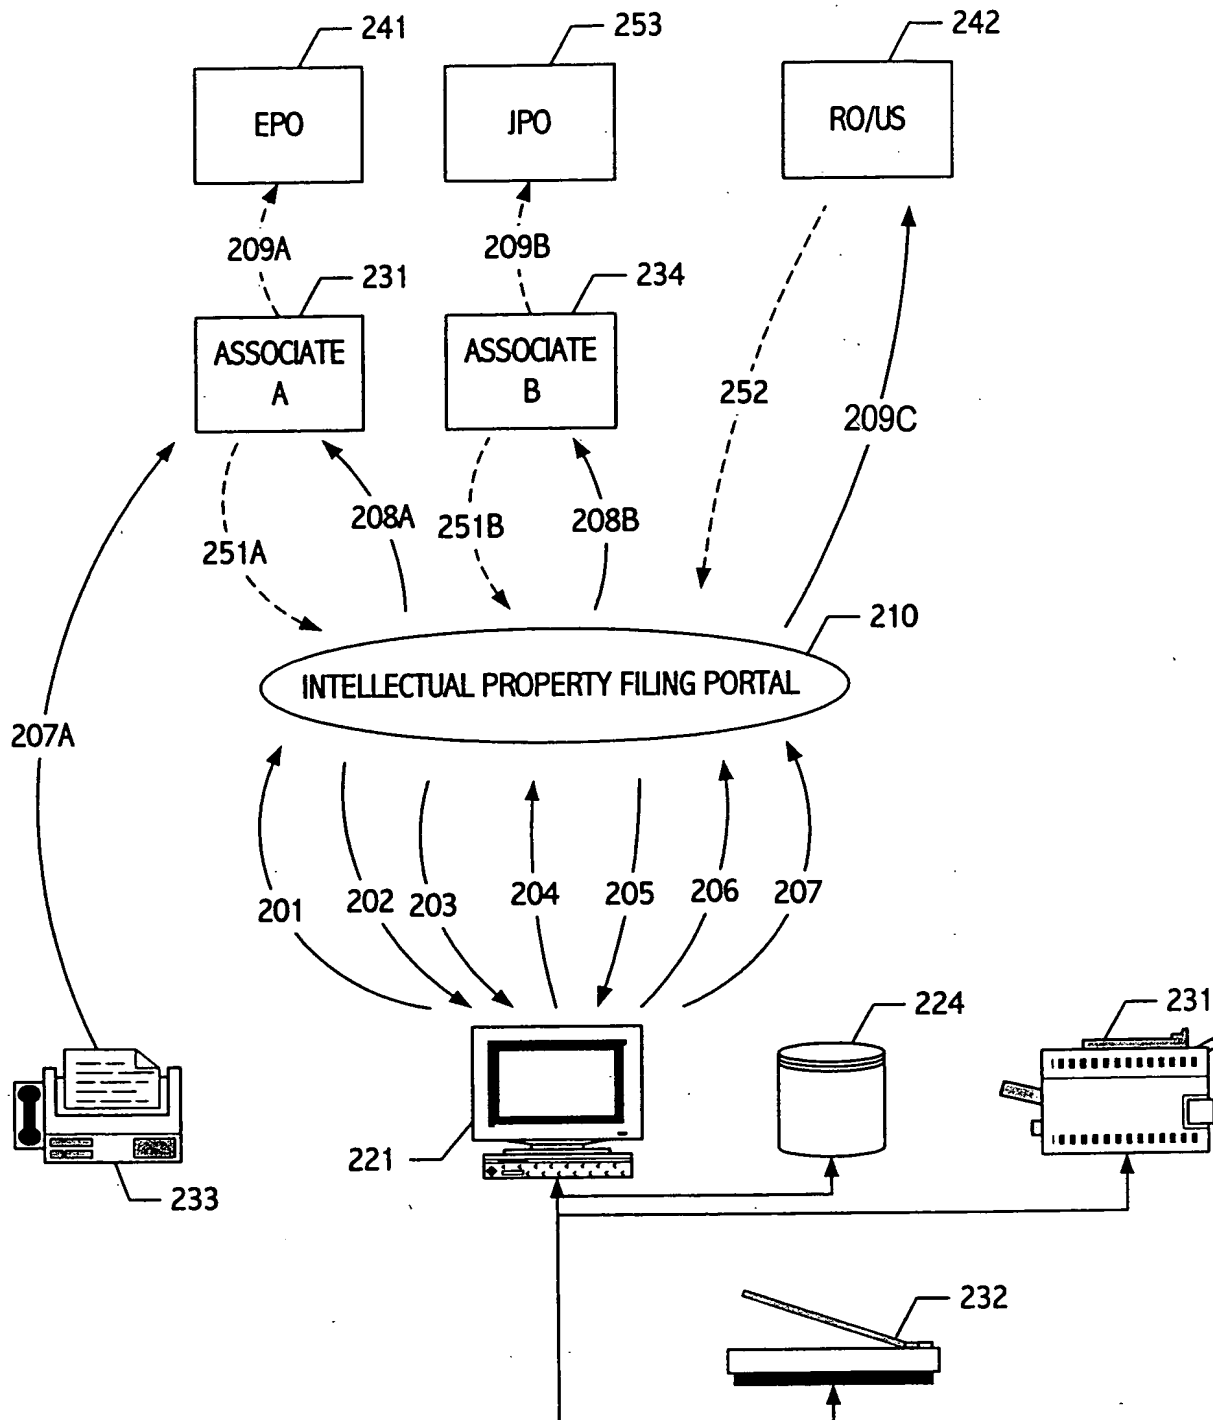 241
253
242
EPO
JPO
RO/US
209A
209B
231
234
ASSOCIATE
A
ASSOCIATE
B
252
209C
208A
251B
208B
251A
210
INTELLECTUAL PROPERTY FILING PORTAL
207A
201
202
203
204
205
206
207
224
231
221
233
232